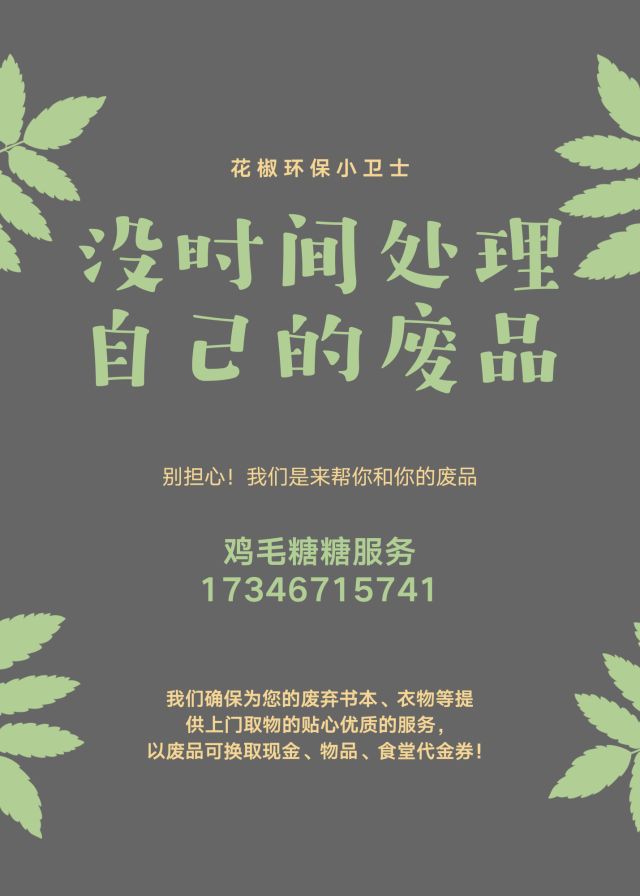 花椒环保小卫士
没时间处理
自己的废品
别担心！我们是来帮你和你的废品
鸡毛糖糖服务
17346715741
我们确保为您的废弃书本、衣物等提
供上门取物的贴心优质的服务，
以废品可换取现金、物品、食堂代金券！